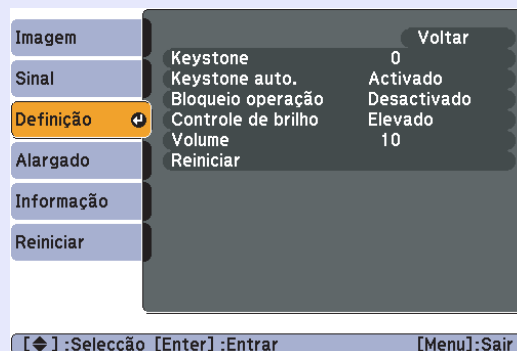 Imagem
Sinal
Definição
Alargado
Informação
Reiniciar
Voltar
Keystone 0
Keystone auto. Activado
Bloqueio operação Desactivado
Controle de brilho Elevado
Volume 10
Reiniciar
[◆] :Selecção [Enter] :Entrar [Menu]:Sair